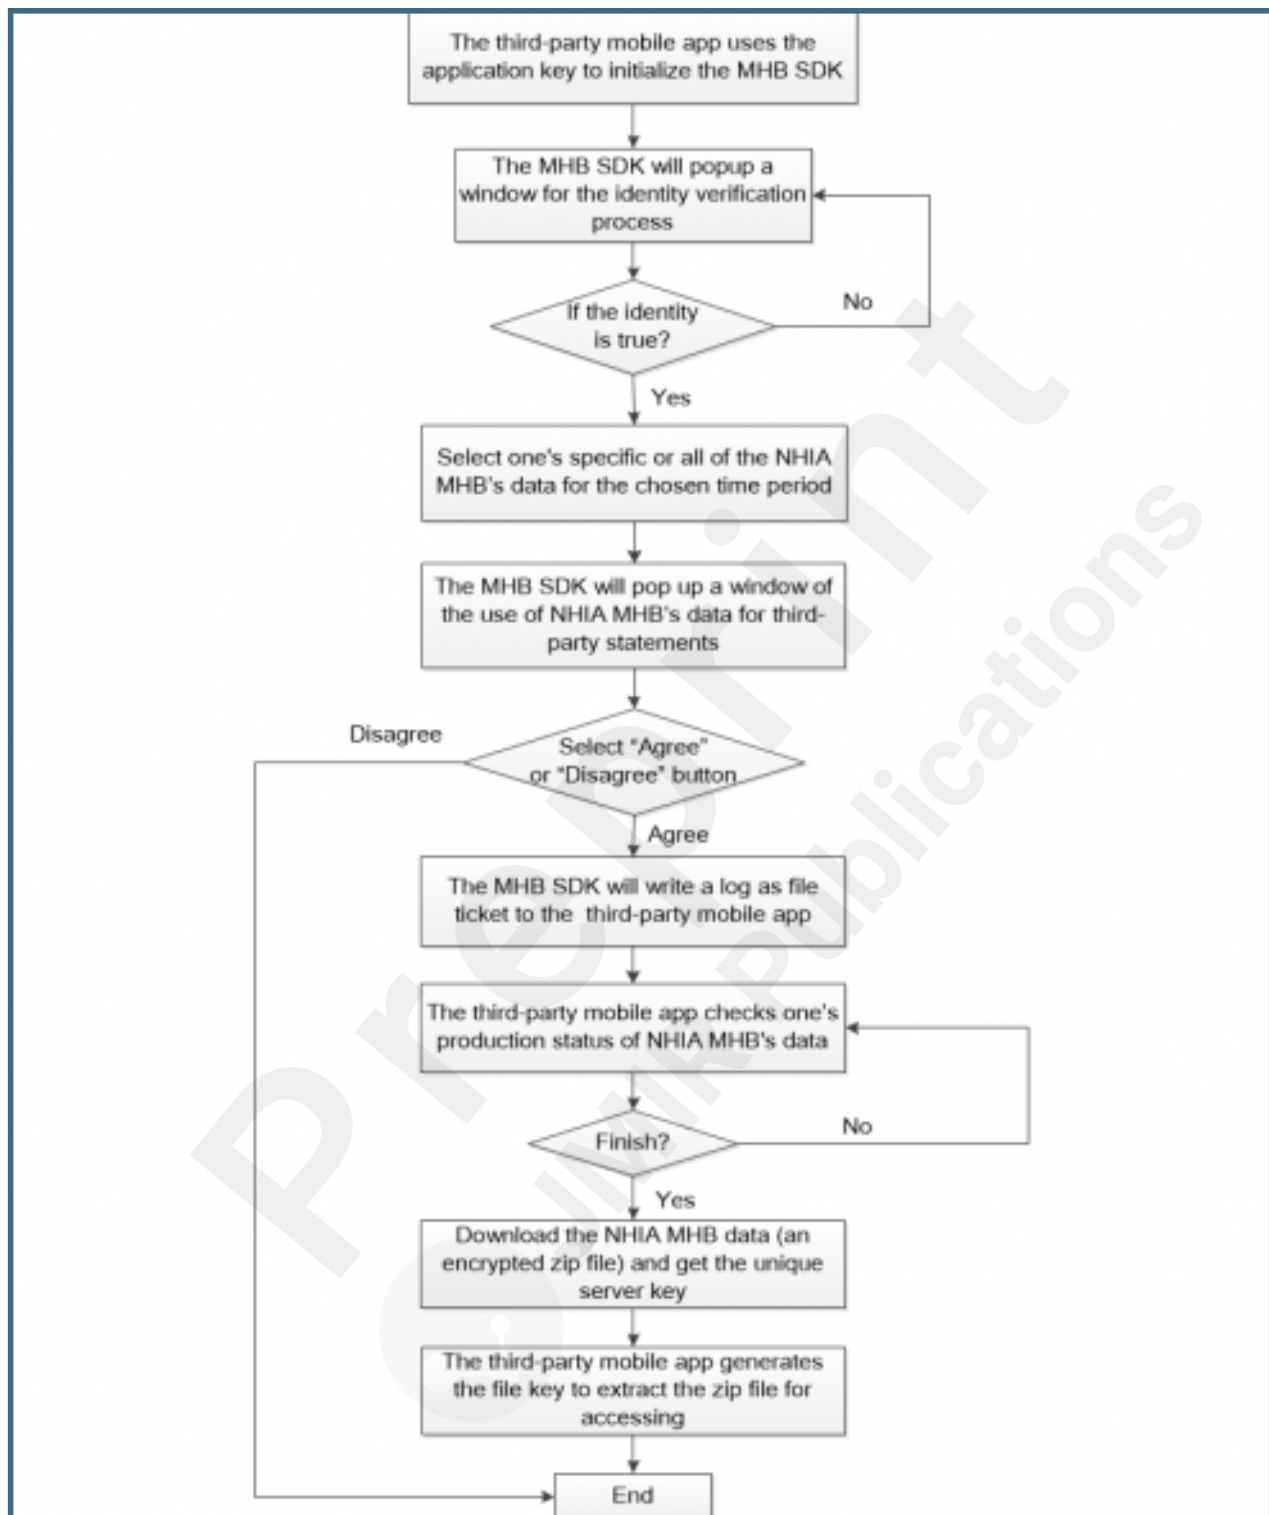 The third-party mobile app uses the
application key to initialize the MHB SDK
The MHB SDK will popup a
window for the identity verification
process
No
If the identity
is true?
Yes
Select one's specific or all of the NHIA
MHB's data for the chosen time period
The MHB SDK will pop up a window of
the use of NHIA MHB's data for third-
party statements
Disagree
Select “Agree”
or “Disagree” button
Agree
The MHB SDK will write a log as file
ticket to the third-party mobile app
The third-party mobile app checks one's
production status of NHIA MHB's data
No
Finish?
Yes
Download the NHIA MHB data (an
encrypted zip file) and get the unique
server key
The third-party mobile app generates
the file key to extract the zip file for
accessing
End
Preprint
JMIR Publications